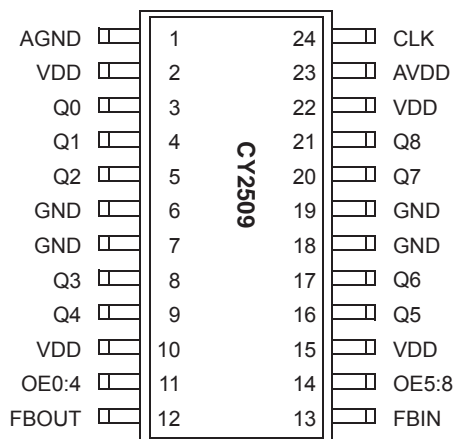 AGND 1 24 CLK
VDD 2 23 AVDD
Q0 3 22 VDD
Q1 4 21 Q8
Q2 5 20 Q7
GND 6 19 GND
GND 7 18 GND
Q3 8 17 Q6
Q4 9 16 Q5
VDD 10 15 VDD
OE0:4 11 14 OE5:8
FBOUT 12 13 FBIN
CY2509